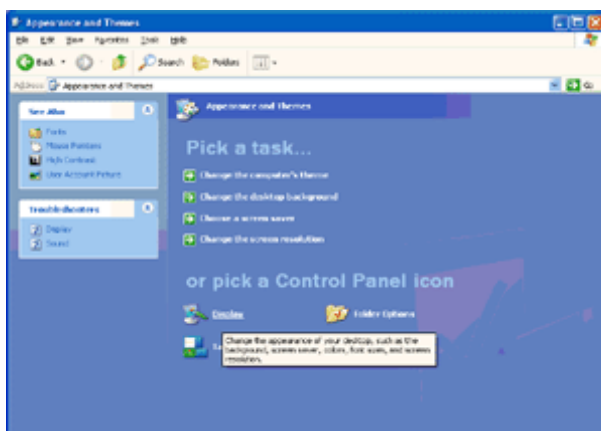 Appearance and Themes
File Edit View Favorites Tools Help
Back Search Folders
Address Appearance and Themes Go
See Also
Fonts
Mouse Pointers
High Contrast
User Account Picture
Troubleshooters
Display
Sound
Appearance and Themes
Pick a task...
Change the computer's theme
Change the desktop background
Choose a screen saver
Change the screen resolution
or pick a Control Panel icon
Display Folder Options
Change the appearance of your desktop, such as the
background, screen saver, colors, font sizes, and screen
resolution.